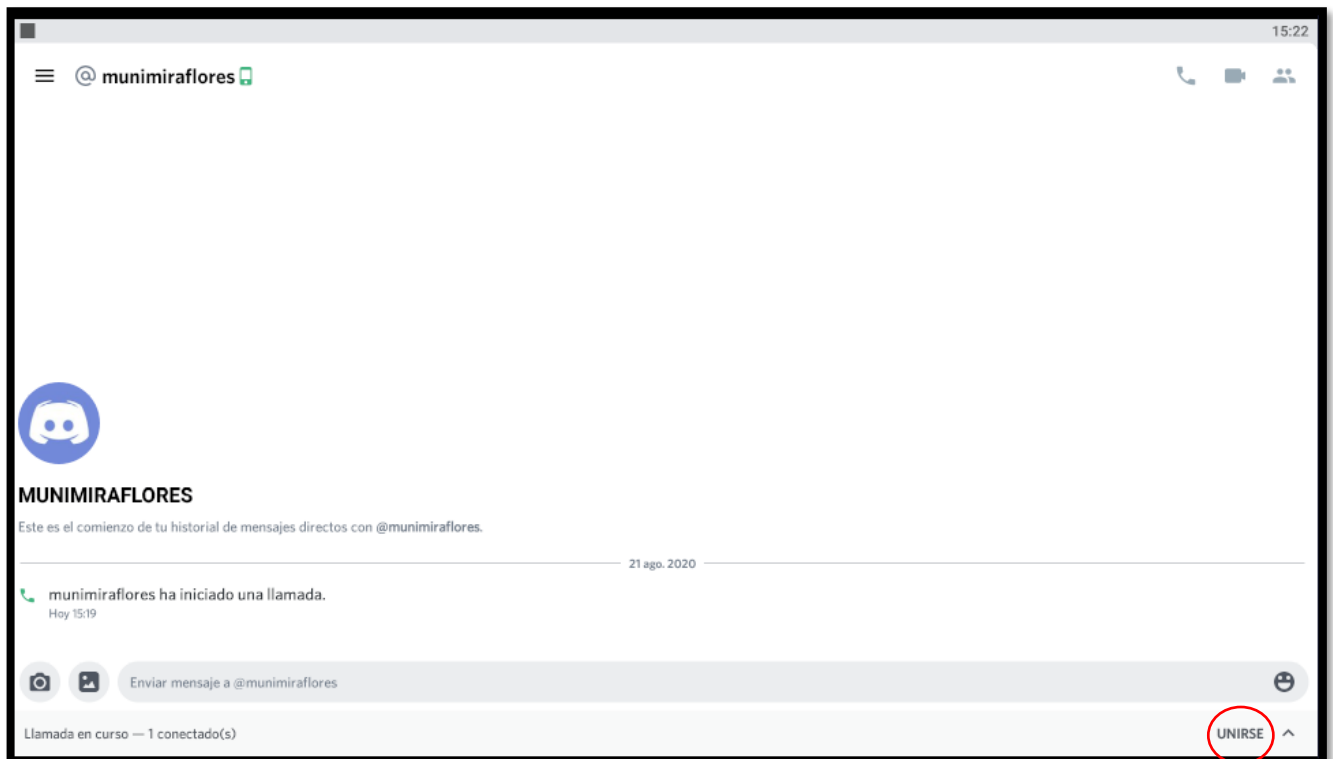 15:22
@ munimiraflores
MUNIMIRAFLORES
Este es el comienzo de tu historial de mensajes directos con @munimiraflores.
21 ago. 2020
munimiraflores ha iniciado una llamada.
Hoy 15:19
Enviar mensaje a @munimiraflores
Llamada en curso — 1 conectado(s) UNIRSE